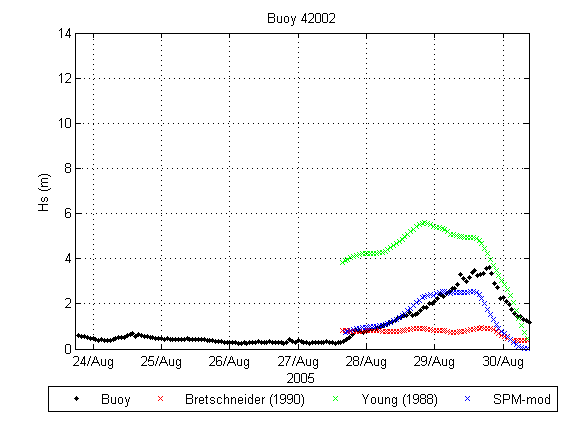 Buoy 42002
14
12
10
8
6
4
2
0
Hs (m)
24/Aug 25/Aug 26/Aug 27/Aug 28/Aug 29/Aug 30/Aug
2005
Buoy Bretschneider (1990) Young (1988) SPM-mod